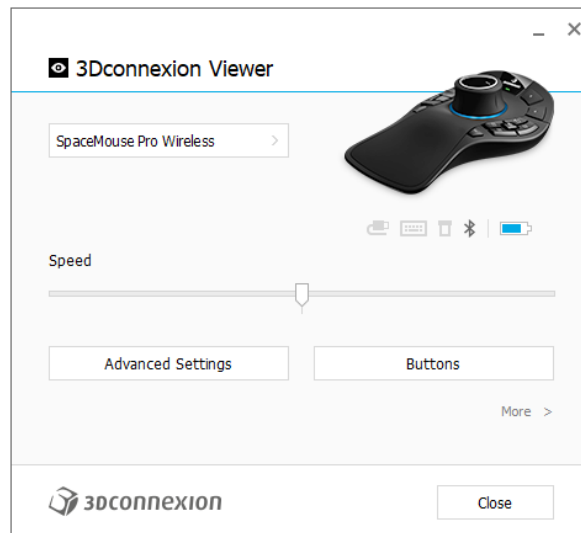 3Dconnexion Viewer
SpaceMouse Pro Wireless >
Speed
Advanced Settings
Buttons
More >
3Dconnexion
Close